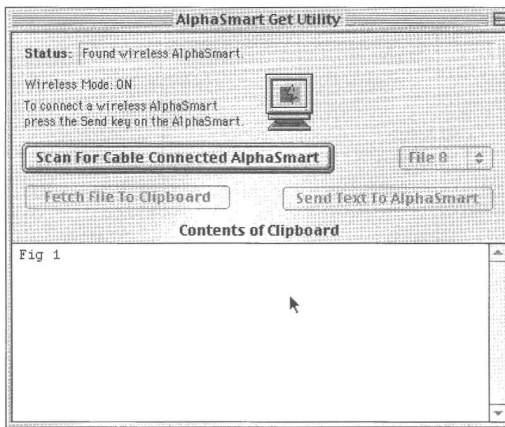 AlphaSmart Get Utility
Status: Found wireless AlphaSmart.
Wireless Mode: ON
To connect a wireless AlphaSmart
press the Send key on the AlphaSmart.
Scan For Cable Connected AlphaSmart
File 8
Fetch File To Clipboard
Send Text To AlphaSmart
Contents of Clipboard
Fig 1